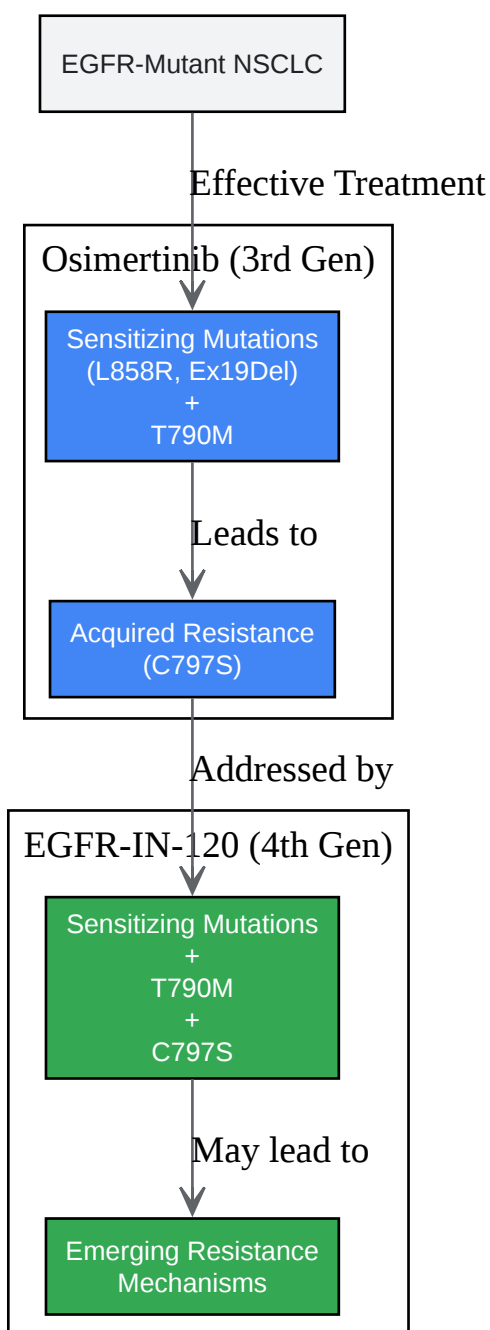 EGFR-Mutant NSCLC
Effective Treatment
Osimertinib (3rd Gen)
Sensitizing Mutations
(L858R, Ex19Del)
+
T790M
Leads to
Acquired Resistance
(C797S)
Addressed by
EGFR-IN-120 (4th Gen)
Sensitizing Mutations
+
T790M
+
C797S
May lead to
Emerging Resistance
Mechanisms